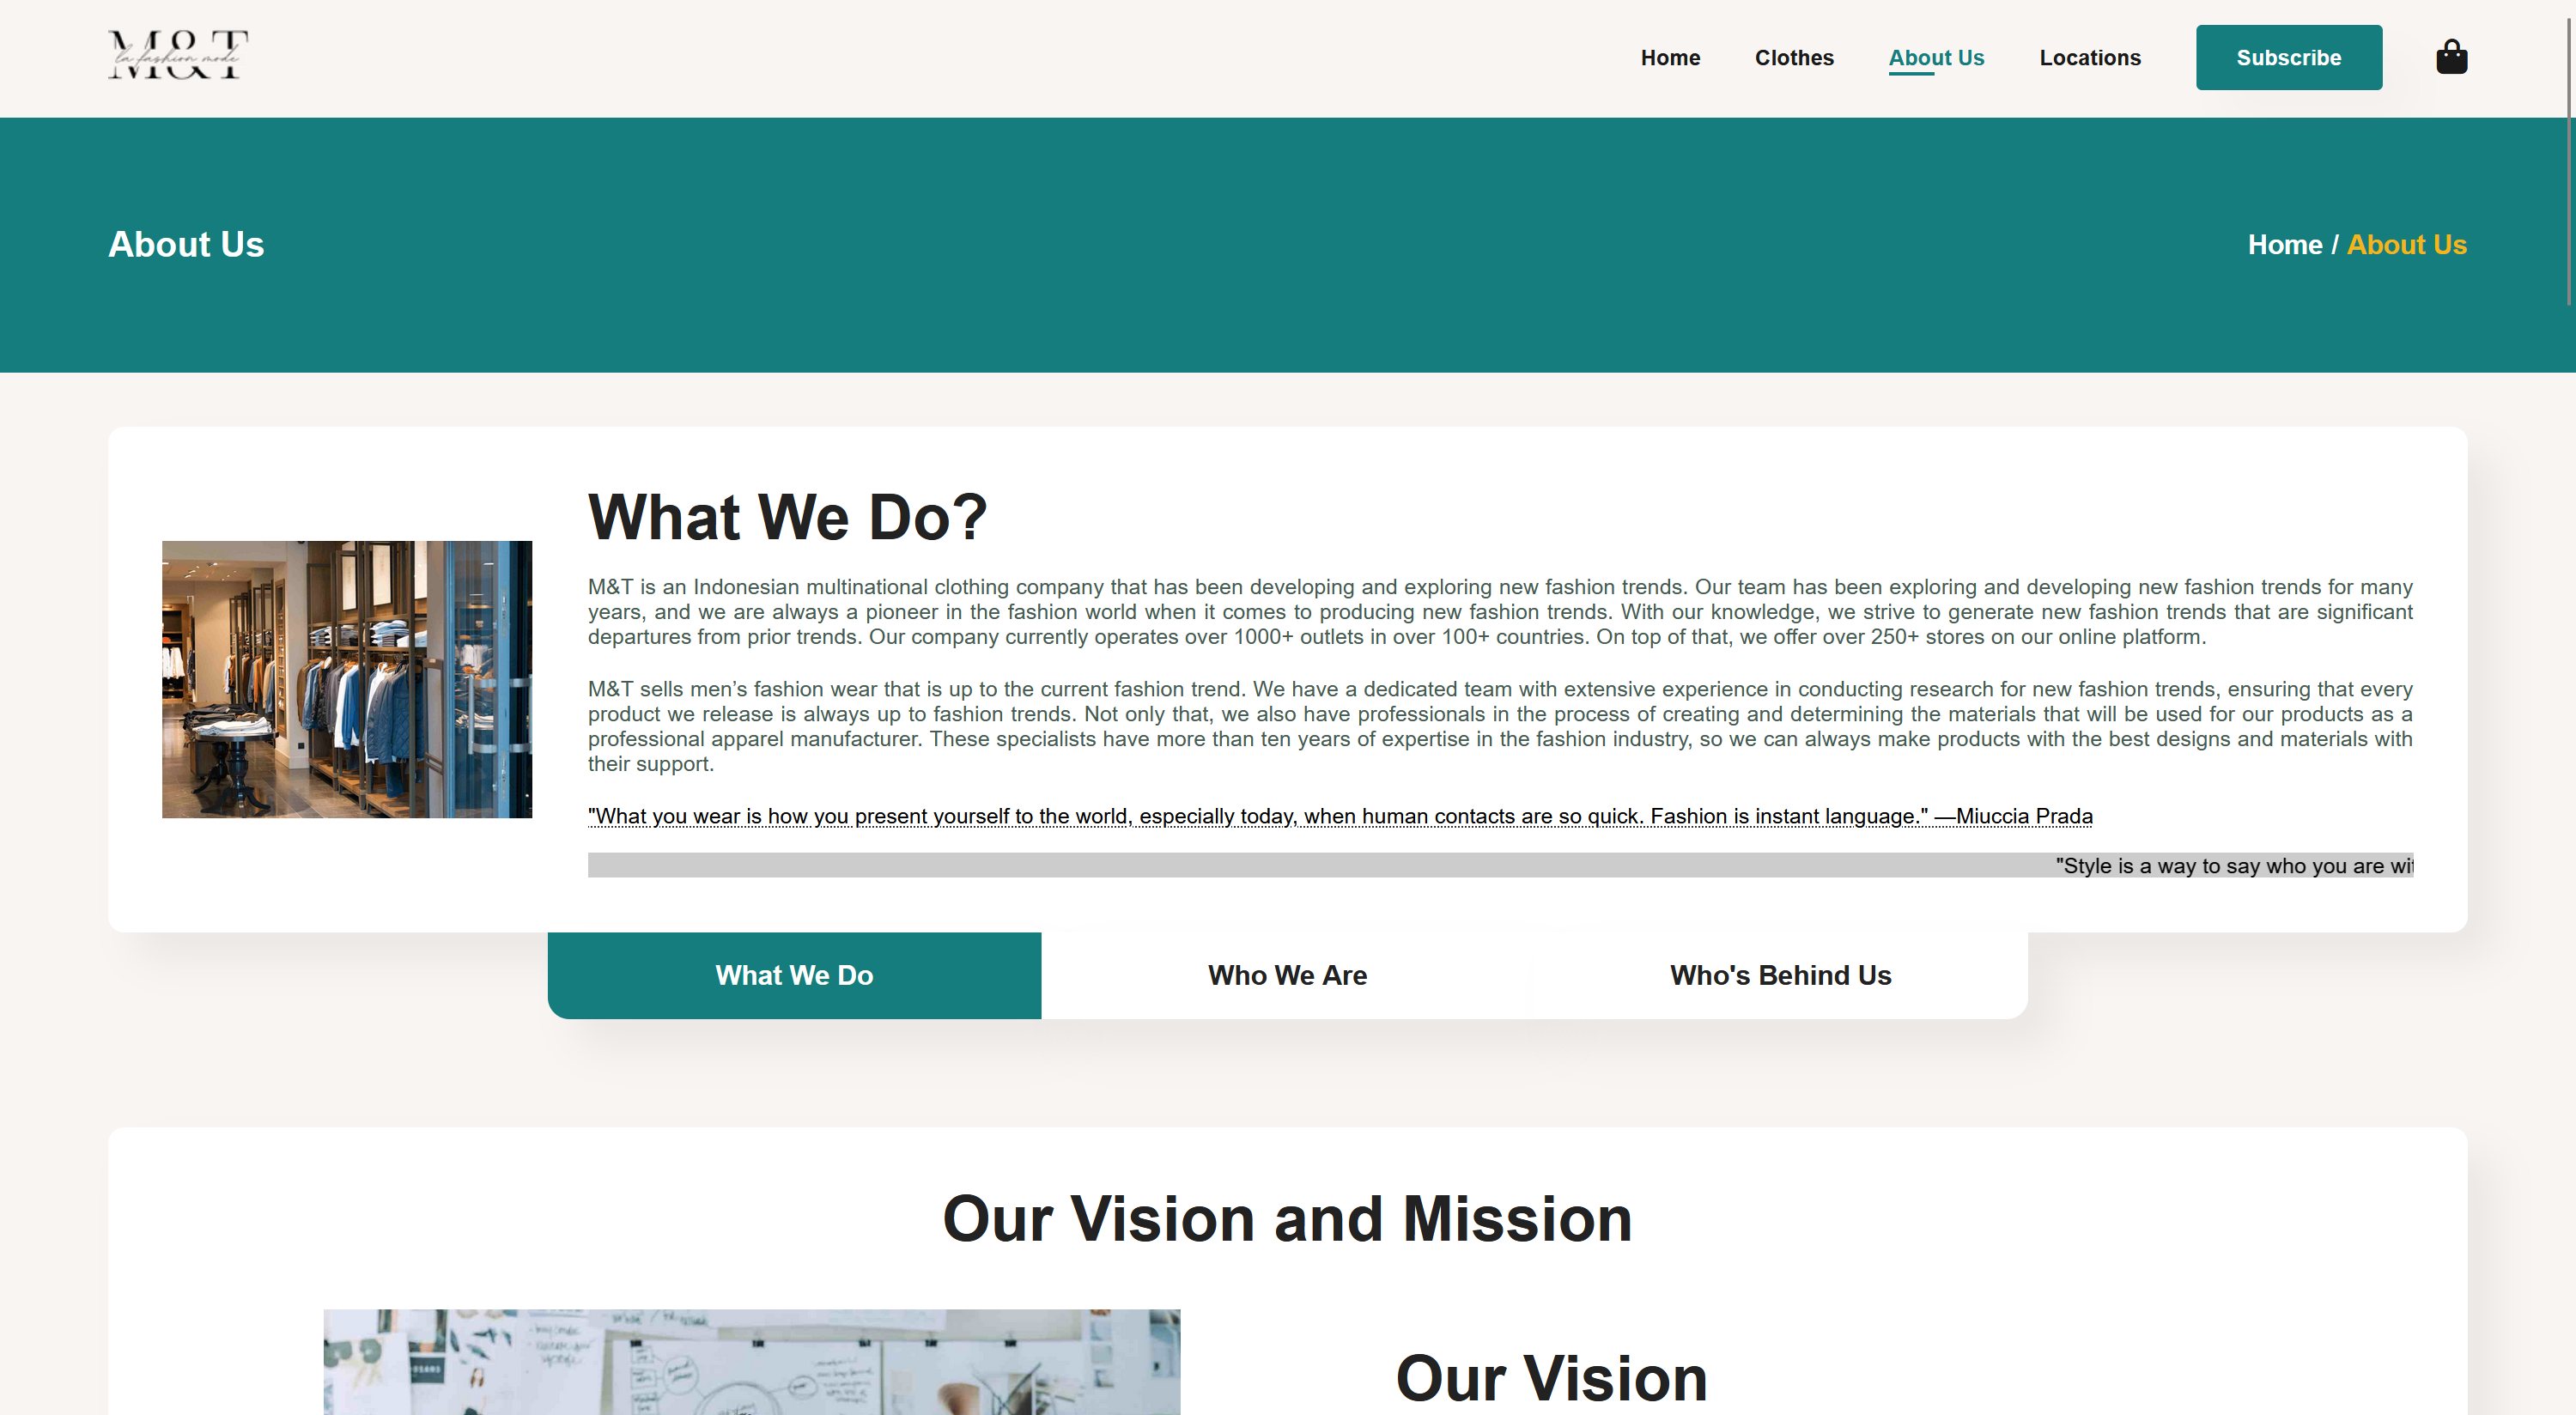 M&T
la fashion mode
Home
Clothes
About Us
Locations
Subscribe
About Us
Home / About Us
What We Do?
M&T is an Indonesian multinational clothing company that has been developing and exploring new fashion trends. Our team has been exploring and developing new fashion trends for many
years, and we are always a pioneer in the fashion world when it comes to producing new fashion trends. With our knowledge, we strive to generate new fashion trends that are significant
departures from prior trends. Our company currently operates over 1000+ outlets in over 100+ countries. On top of that, we offer over 250+ stores on our online platform.
M&T sells men’s fashion wear that is up to the current fashion trend. We have a dedicated team with extensive experience in conducting research for new fashion trends, ensuring that every
product we release is always up to fashion trends. Not only that, we also have professionals in the process of creating and determining the materials that will be used for our products as a
professional apparel manufacturer. These specialists have more than ten years of expertise in the fashion industry, so we can always make products with the best designs and materials with
their support.
"What you wear is how you present yourself to the world, especially today, when human contacts are so quick. Fashion is instant language." —Miuccia Prada
"Style is a way to say who you are wit
What We Do
Who We Are
Who's Behind Us
Our Vision and Mission
Our Vision